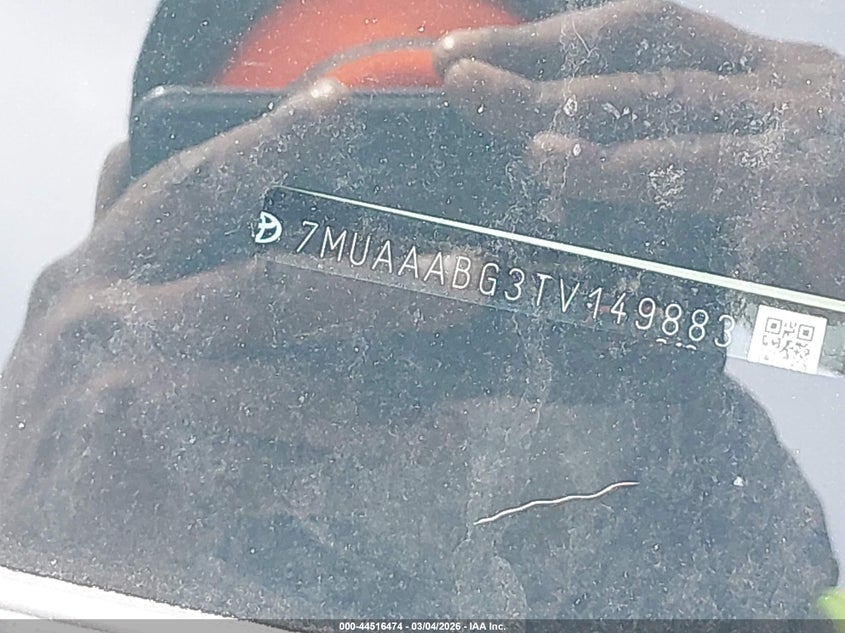 7MUAAABG3TV149883
000-44516474 - 03/04/2026 - IAA Inc.